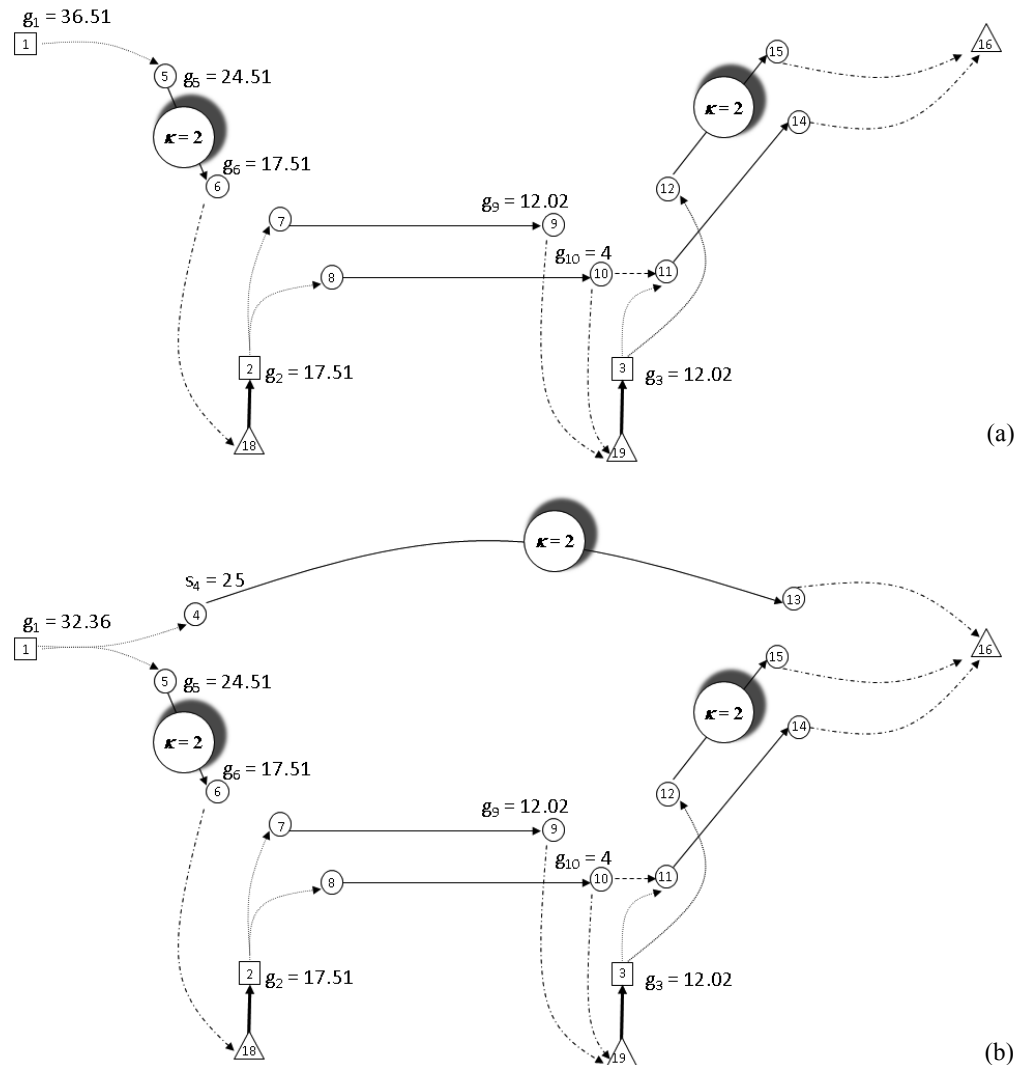 g₁ = 36.51
1
5
g₅ = 24.51
κ = 2
g₆ = 17.51
6
15
16
κ = 2
14
12
7
g₉ = 12.02
9
8
g₁₀ = 4
10
11
2
g₂ = 17.51
3
g₃ = 12.02
18
19
(a)
κ = 2
s₄ = 25
4
13
g₁ = 32.36
1
5
g₅ = 24.51
κ = 2
g₆ = 17.51
6
15
16
κ = 2
14
12
7
g₉ = 12.02
9
8
g₁₀ = 4
10
11
2
g₂ = 17.51
3
g₃ = 12.02
18
19
(b)